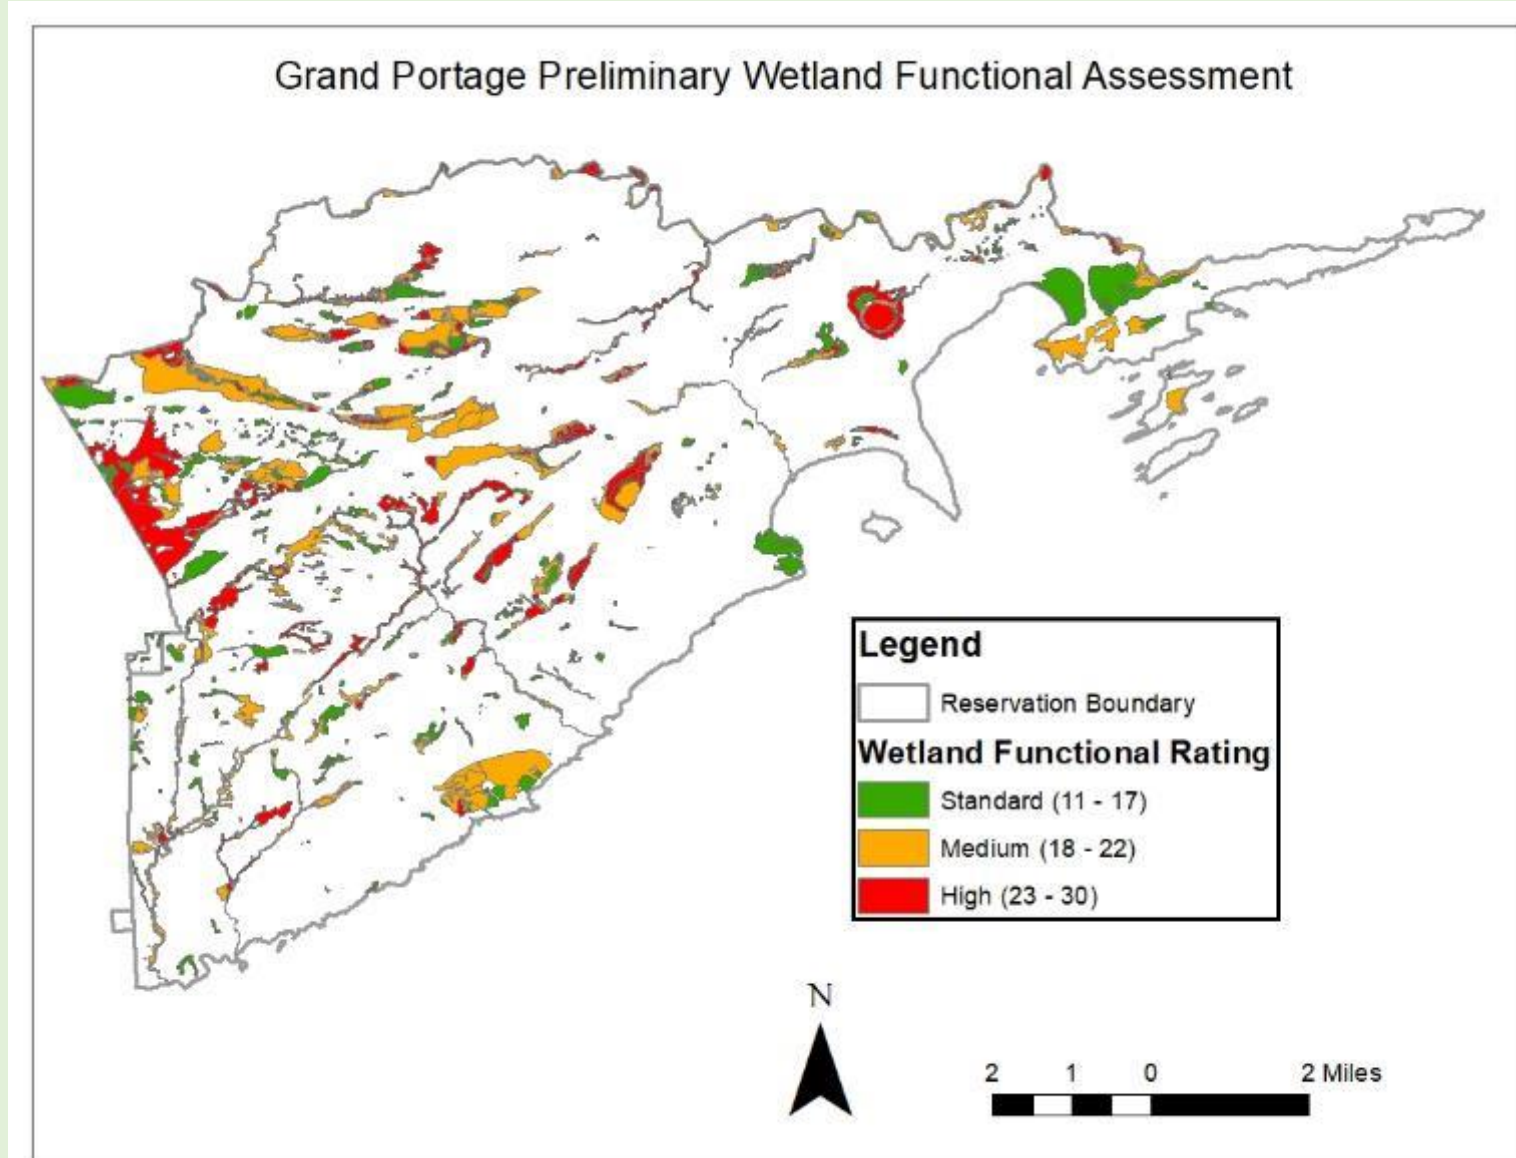 Grand Portage Preliminary Wetland Functional Assessment
Legend
Reservation Boundary
Wetland Functional Rating
Standard (11 - 17)
Medium (18 - 22)
High (23 - 30)
N
2 1 0 2 Miles